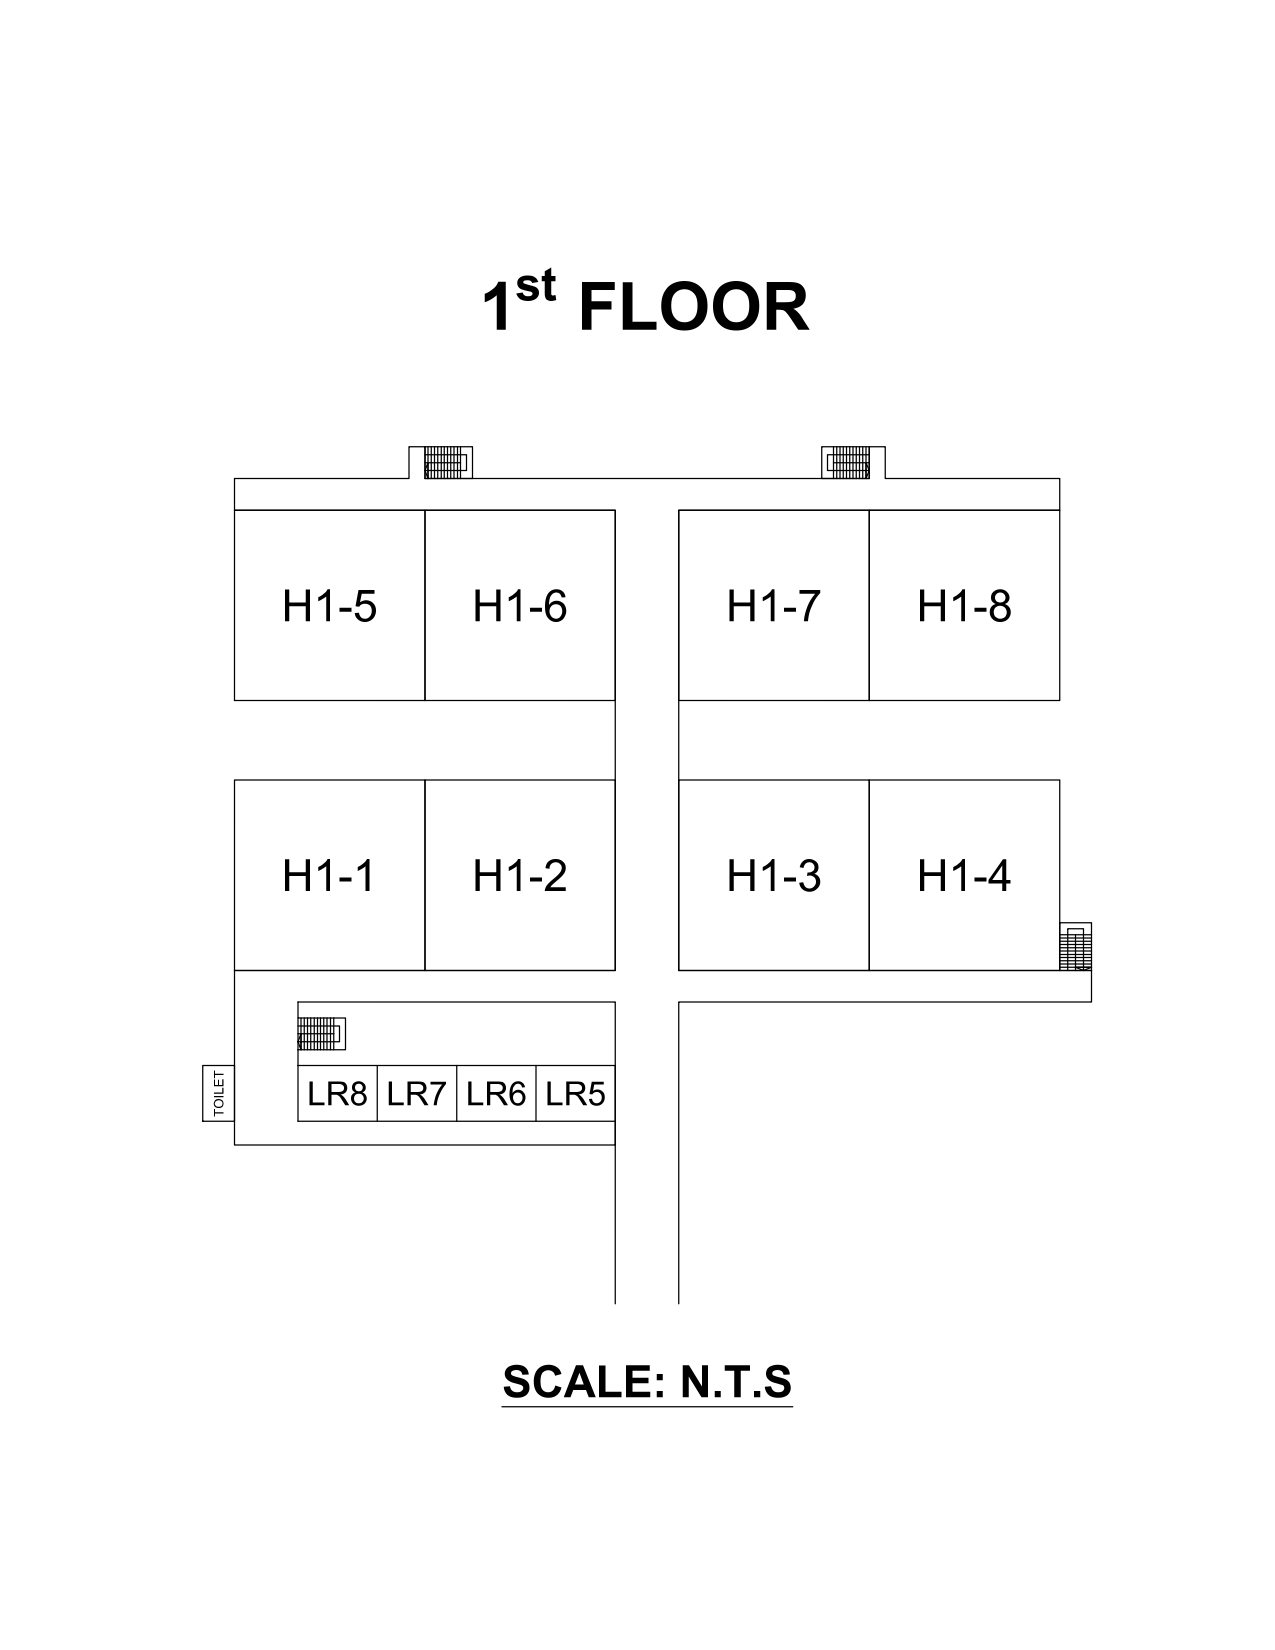 1st FLOOR
H1-5 H1-6 H1-7 H1-8
H1-1 H1-2 H1-3 H1-4
TOILET LR8 LR7 LR6 LR5
SCALE: N.T.S